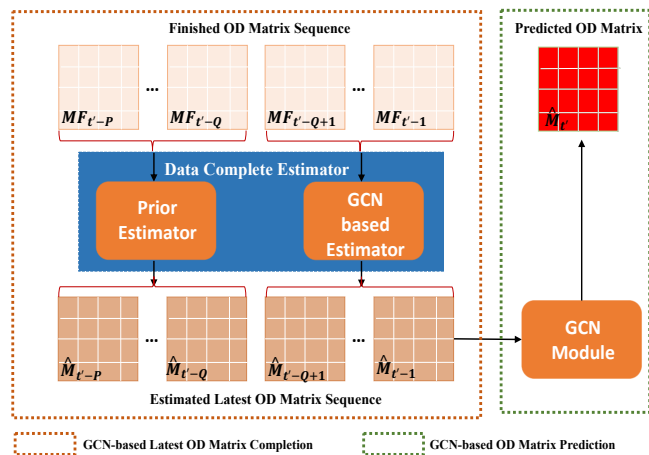 Finished OD Matrix Sequence
Predicted OD Matrix
... ...
MF_{t'-P} MF_{t'-Q} MF_{t'-Q+1} MF_{t'-1}
M̂_{t'}
Data Complete Estimator
Prior
Estimator
GCN
based
Estimator
GCN
Module
... ...
M̂_{t'-P} M̂_{t'-Q} M̂_{t'-Q+1} M̂_{t'-1}
Estimated Latest OD Matrix Sequence
GCN-based Latest OD Matrix Completion
GCN-based OD Matrix Prediction